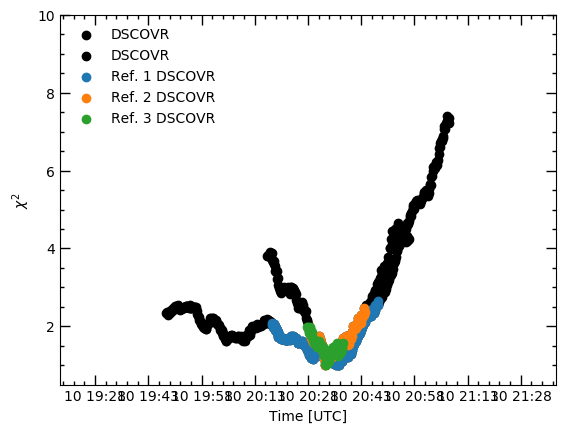 10
8
6
4
2
χ²
DSCOVR
DSCOVR
Ref. 1 DSCOVR
Ref. 2 DSCOVR
Ref. 3 DSCOVR
10 19:28 10 19:43 10 19:58 10 20:13 10 20:28 10 20:43 10 20:58 10 21:13 10 21:28
Time [UTC]